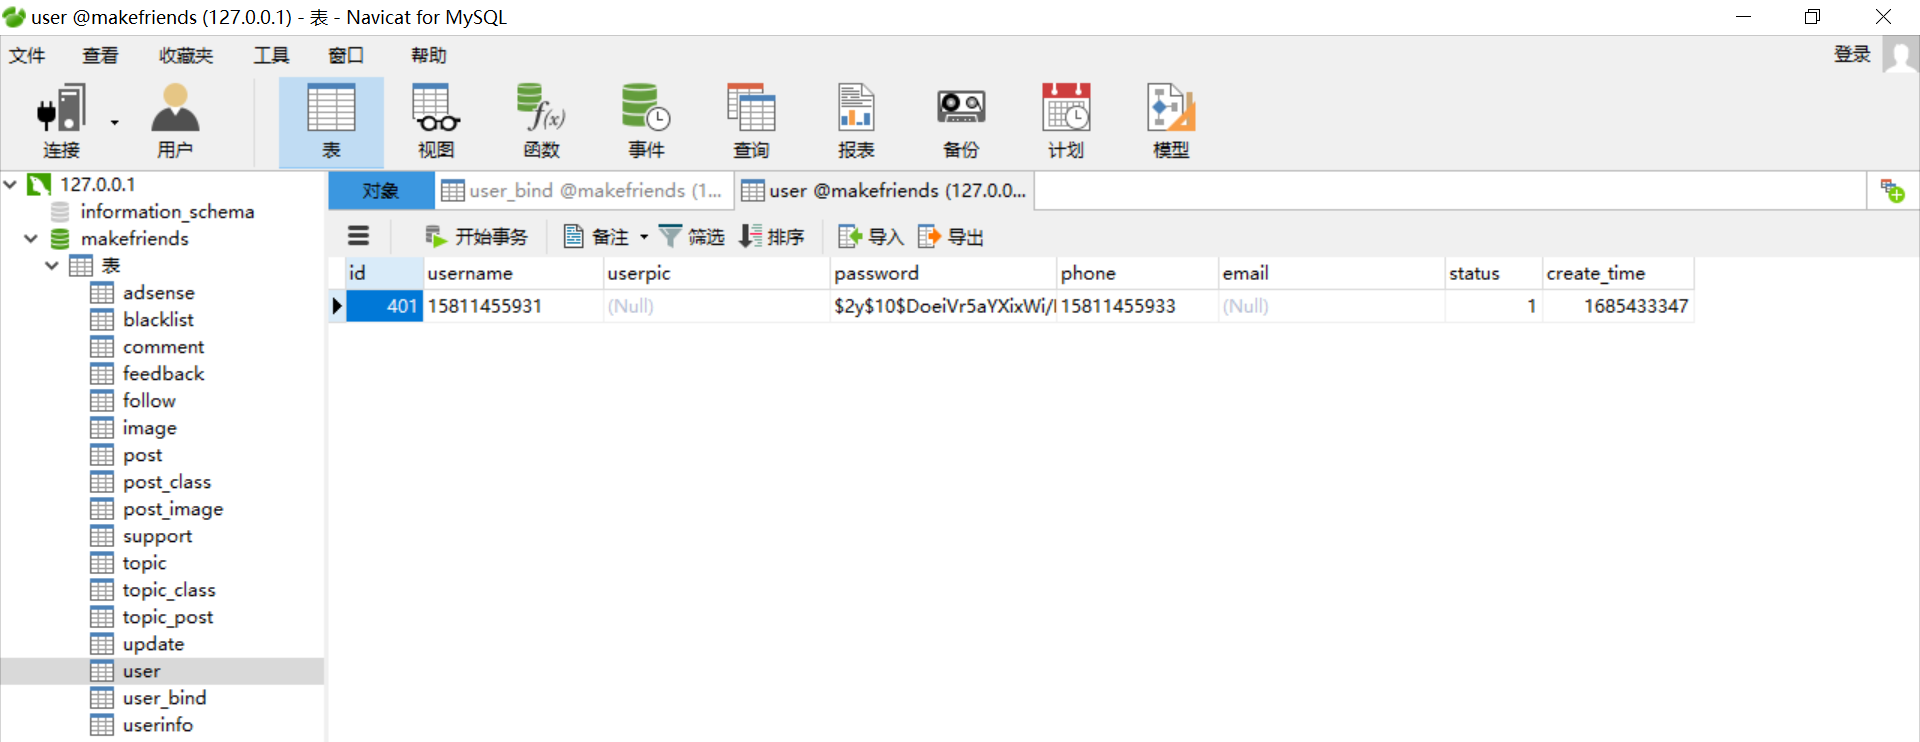 user @makefriends (127.0.0.1) - 表 - Navicat for MySQL
文件 查看 收藏夹 工具 窗口 帮助 登录
连接 用户 表 视图 函数 事件 查询 报表 备份 计划 模型
127.0.0.1
information_schema
makefriends
表
adsense
blacklist
comment
feedback
follow
image
post
post_class
post_image
support
topic
topic_class
topic_post
update
user
user_bind
userinfo
对象 user_bind @makefriends (1... user @makefriends (127.0.0...
开始事务 备注 筛选 排序 导入 导出
id username userpic password phone email status create_time
401 15811455931 (Null) $2y$10$DoeiVr5aYXixWi/ 15811455933 (Null) 1 1685433347